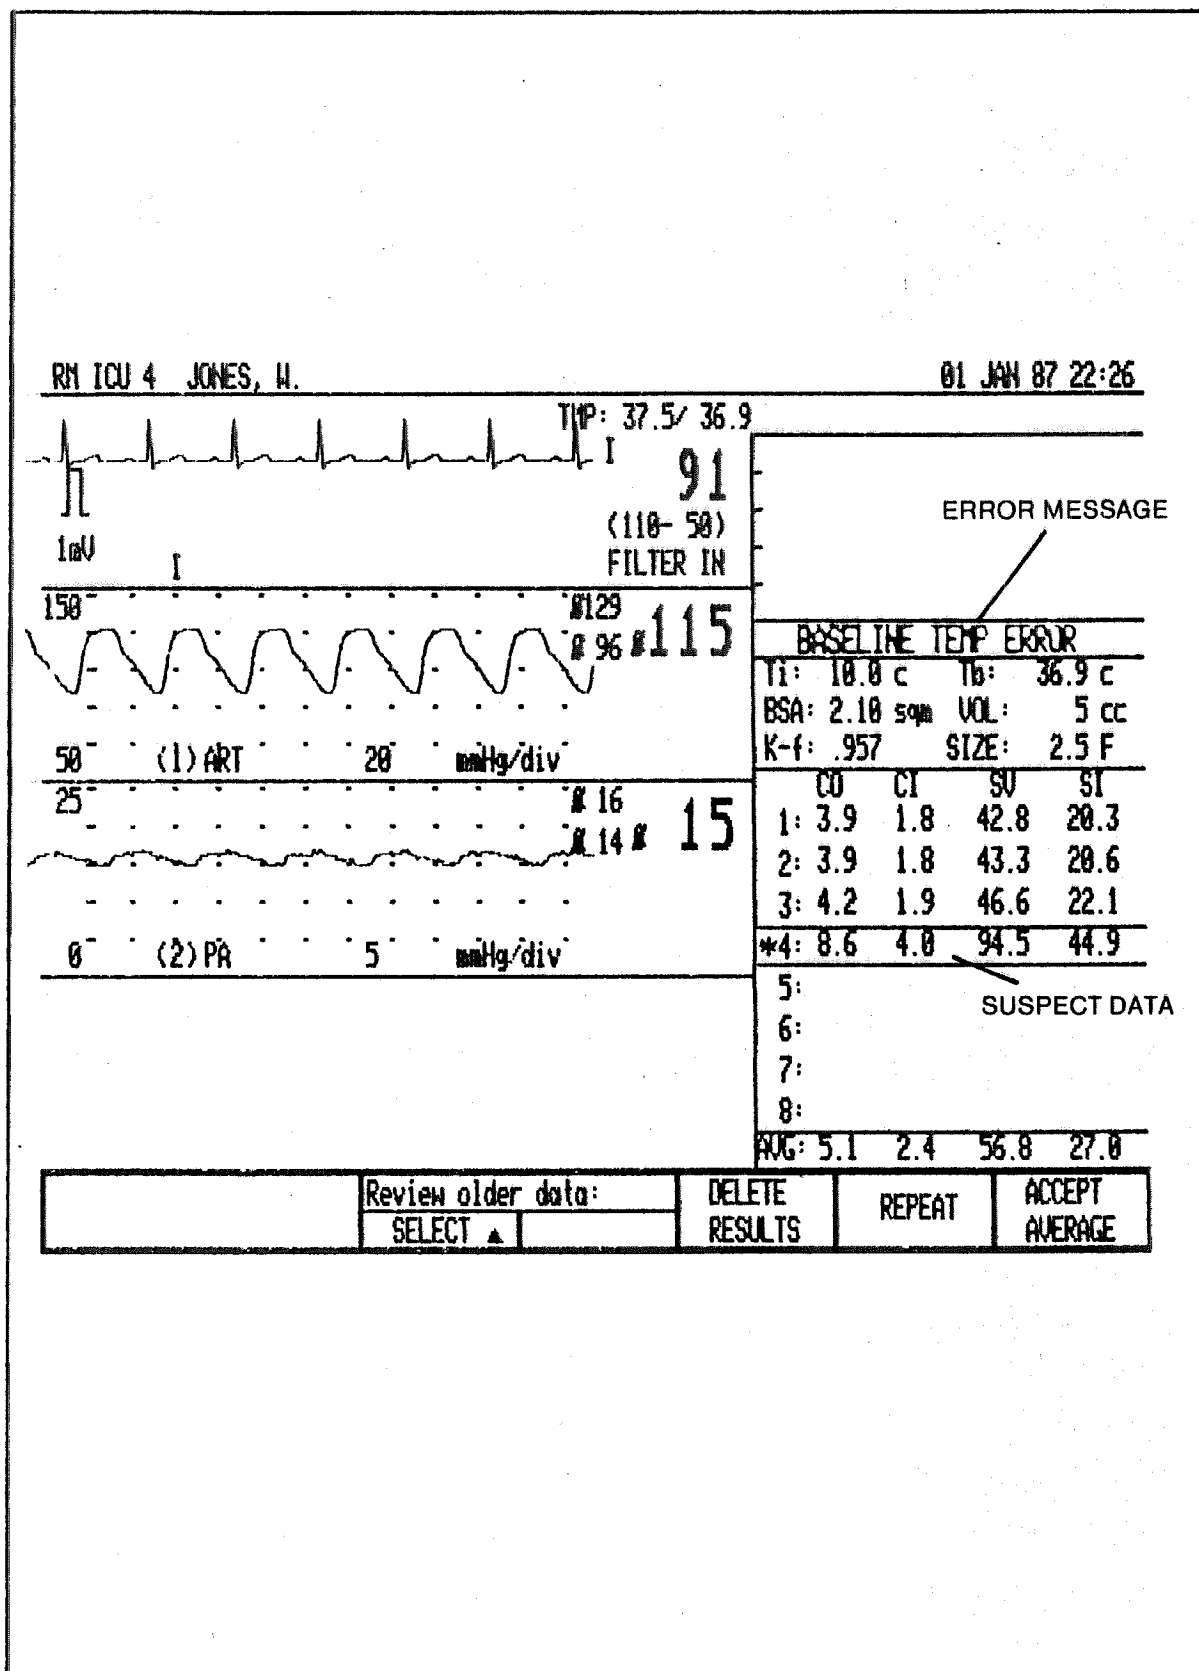 RM ICU 4 JONES, W. 01 JAN 87 22:26
TMP: 37.5/ 36.9
I
91
(110- 50)
FILTER IN
1mV
I
ERROR MESSAGE
150
129
96 115
50 (1) ART 20 mmHg/div
25
16
14 15
0 (2) PA 5 mmHg/div
BASELINE TEMP ERROR
Ti: 10.0 c Tb: 36.9 c
BSA: 2.10 sqm VOL: 5 cc
K-f: .957 SIZE: 2.5 F
CO CI SV SI
1: 3.9 1.8 42.8 20.3
2: 3.9 1.8 43.3 20.6
3: 4.2 1.9 46.6 22.1
*4: 8.6 4.0 94.5 44.9
5:
SUSPECT DATA
6:
7:
8:
AVG: 5.1 2.4 56.8 27.0
Review older data:
SELECT ▲
DELETE
RESULTS
REPEAT
ACCEPT
AVERAGE